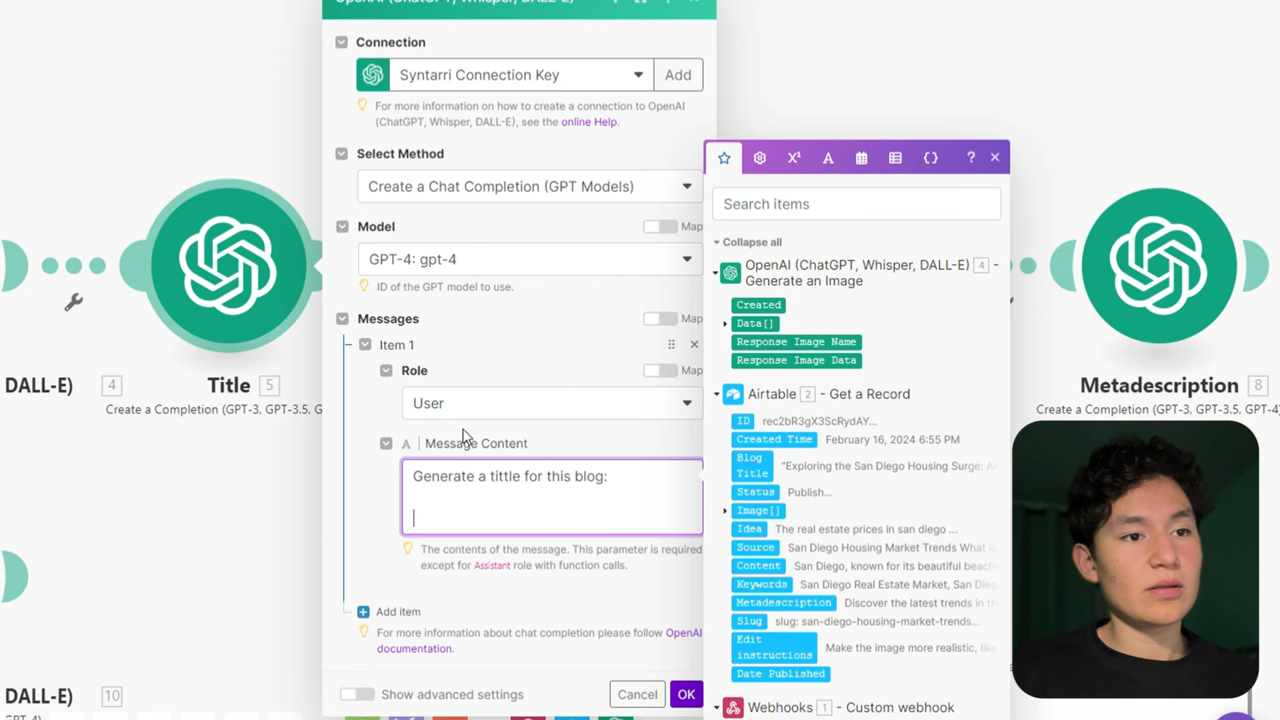 OpenAI (ChatGPT, Whisper, DALL-E)
Connection
Syntarri Connection Key
Add
For more information on how to create a connection to OpenAI
(ChatGPT, Whisper, DALL-E), see the online Help.
Select Method
Create a Chat Completion (GPT Models)
Model
Map
GPT-4: gpt-4
ID of the GPT model to use.
Messages
Map
Item 1
Role
Map
User
A | Message Content
Generate a tittle for this blog:
The contents of the message. This parameter is required
except for Assistant role with function calls.
Add item
For more information about chat completion please follow OpenAI
documentation.
Show advanced settings
Cancel
OK
DALL-E)
4
Title
5
Create a Completion (GPT-3, GPT-3.5, G
DALL-E)
10
X¹
A
?
Search items
Collapse all
OpenAI (ChatGPT, Whisper, DALL-E) 4 -
Generate an Image
Created
Data[]
Response Image Name
Response Image Data
Airtable 2 - Get a Record
ID rec2bR3gX3ScRydAY...
Created Time February 16, 2024 6:55 PM
Blog
Title "Exploring the San Diego Housing Surge: An
Status Publish...
Image[]
Idea The real estate prices in san diego ...
Source San Diego Housing Market Trends What is
Content San Diego, known for its beautiful beach
Keywords San Diego Real Estate Market, San Dieg
Metadescription Discover the latest trends in th
Slug slug: san-diego-housing-market-trends...
Edit
instructions Make the image more realistic, like
Date Published
Webhooks 1 - Custom webhook
Metadescription
8
Create a Completion (GPT-3, GPT-3.5, GPT-4)